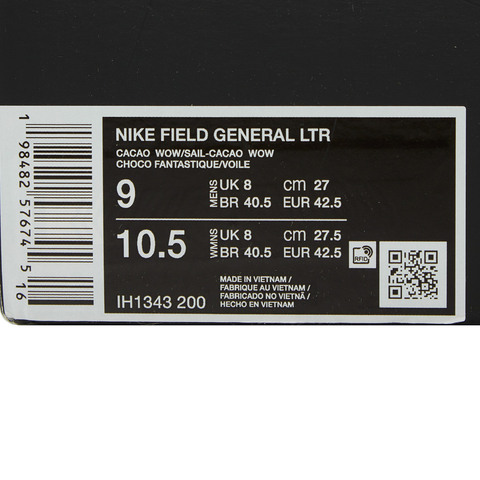 NIKE FIELD GENERAL LTR
CACAO WOW/SAIL-CACAO WOW
CHOCO FANTASTIQUE/VOILE
9 MENS UK 8 cm 27
BR 40.5 EUR 42.5
10.5 WMNS UK 8 cm 27.5
BR 40.5 EUR 42.5
RFID
MADE IN VIETNAM /
FABRIQUE AU VIETNAM /
FABRICADO NO VIETNÃ /
HECHO EN VIETNAM
IH1343 200
1 98482 57674 5 16